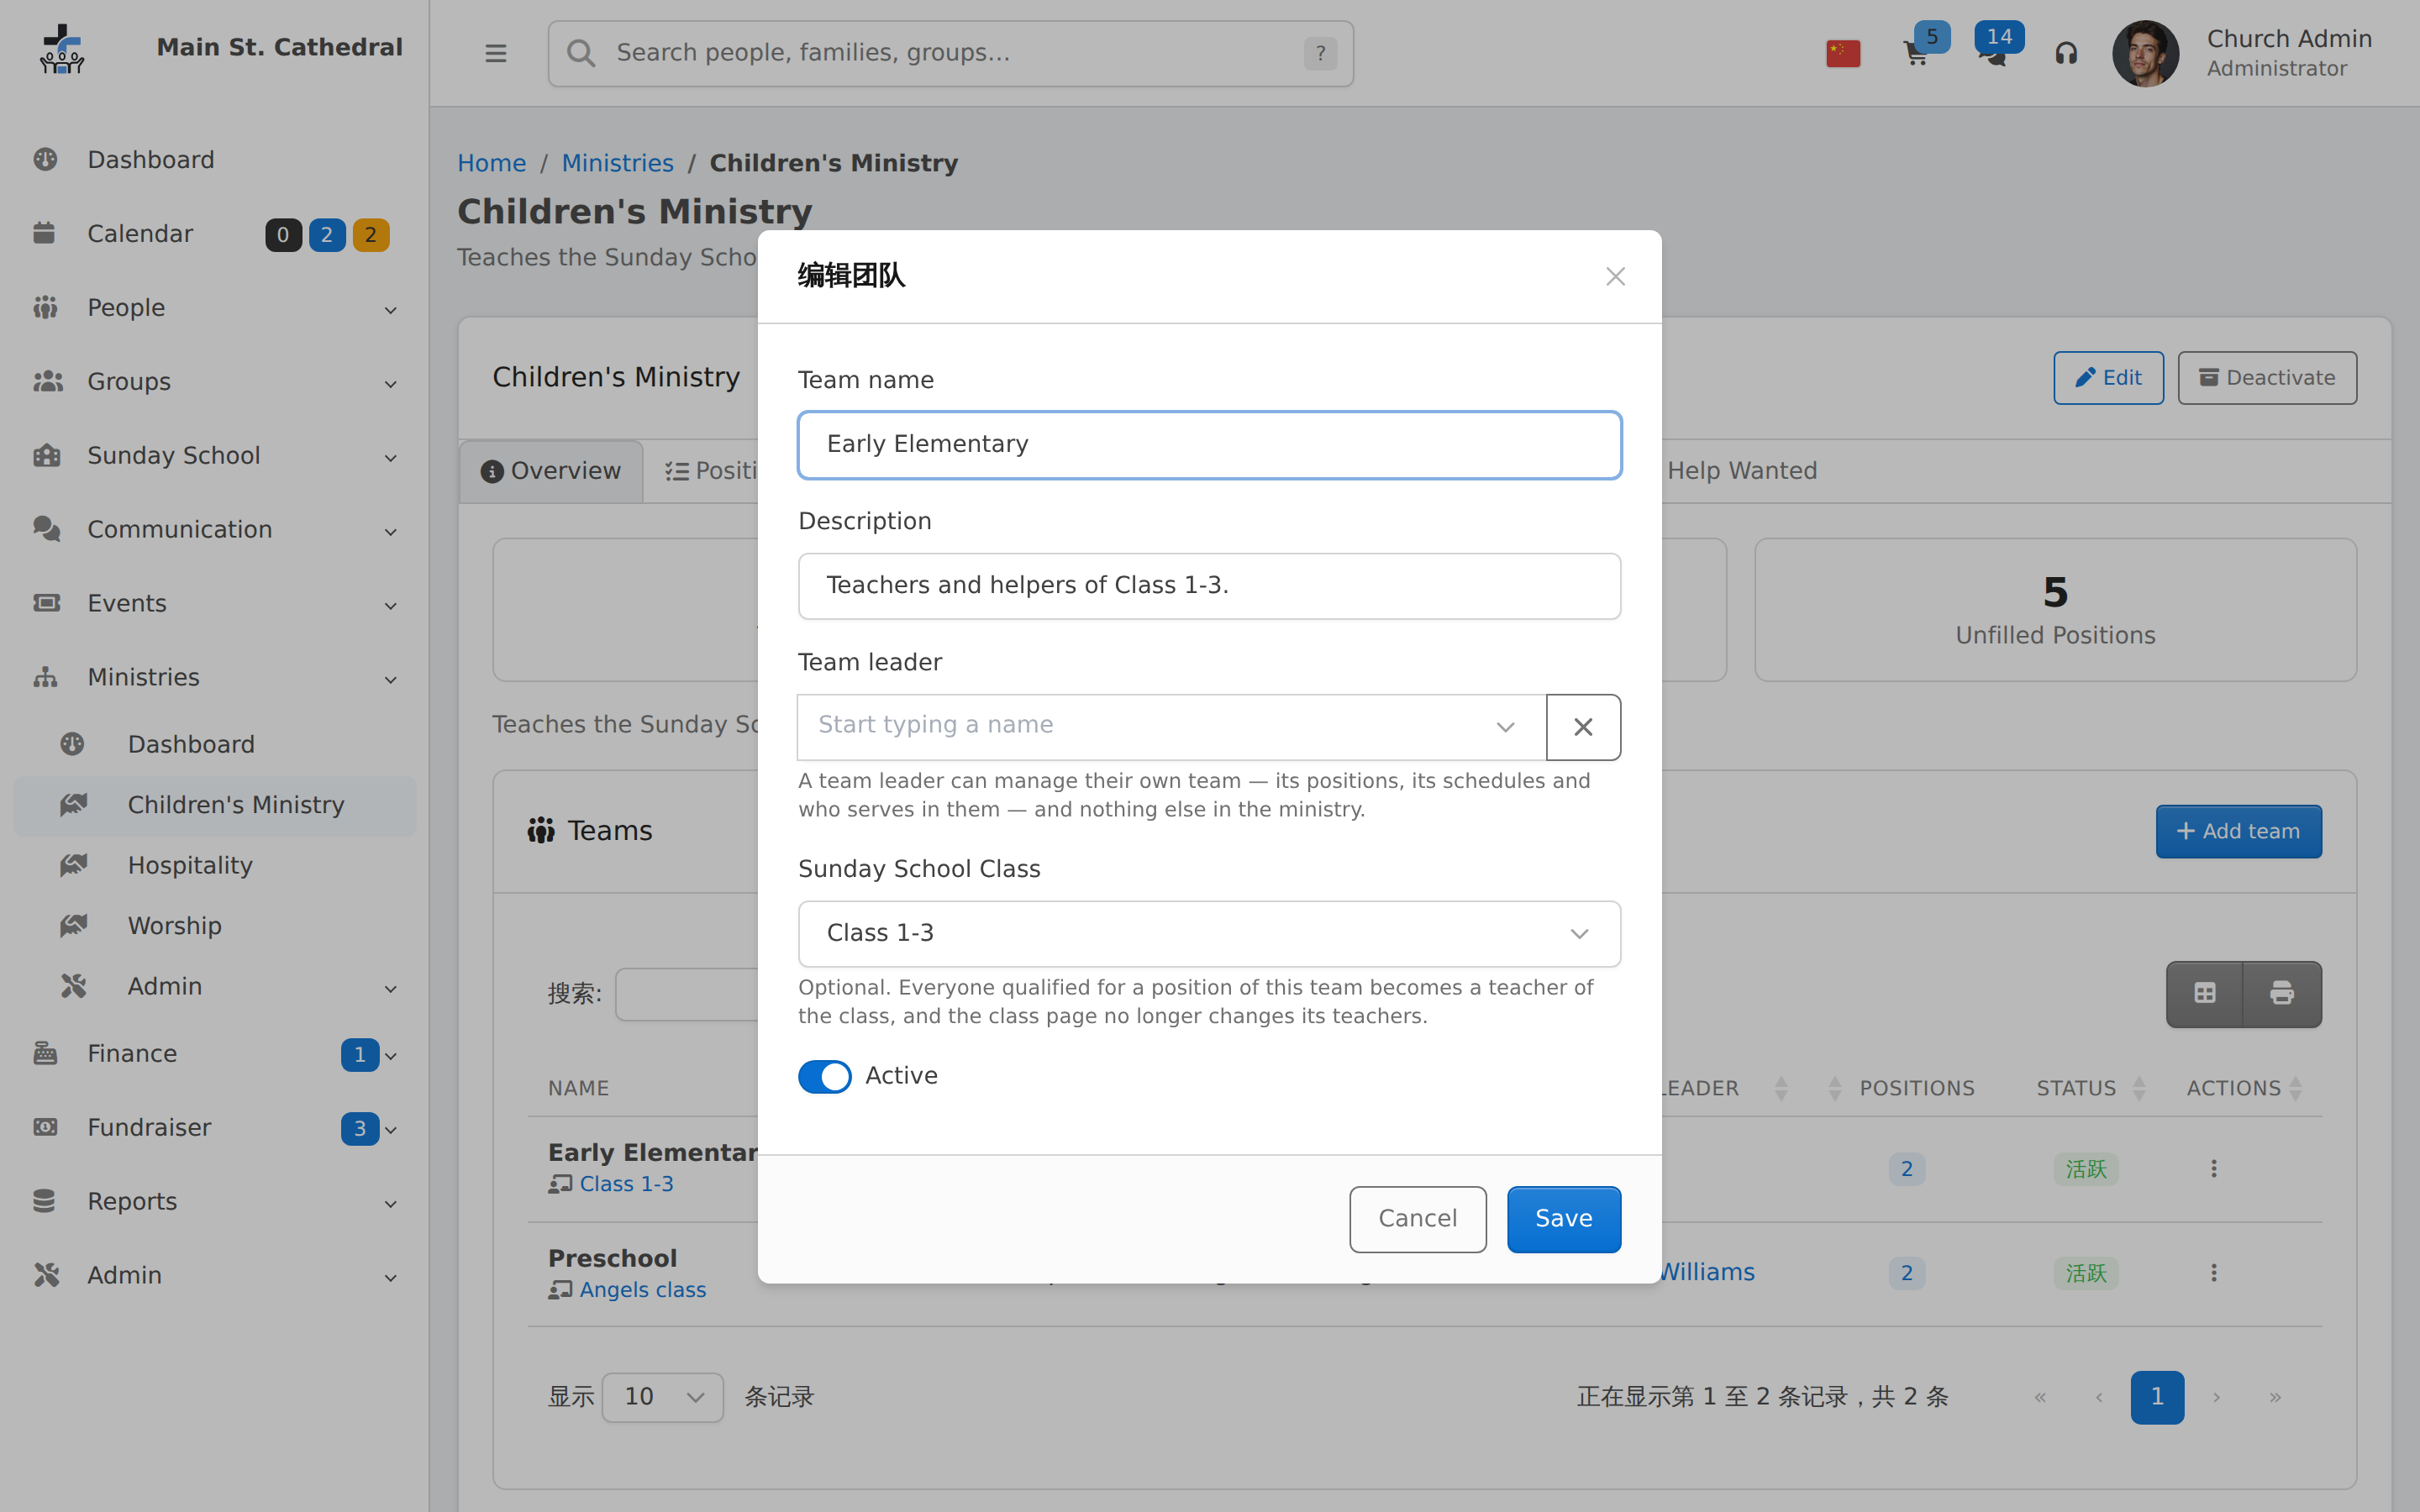 Main St. Cathedral
Search people, families, groups...
?
5
14
Church Admin
Administrator
Dashboard
Calendar 0 2 2
People
Groups
Sunday School
Communication
Events
Ministries
Dashboard
Children's Ministry
Hospitality
Worship
Admin
Finance 1
Fundraiser 3
Reports
Admin
Home / Ministries / Children's Ministry
Children's Ministry
Teaches the Sunday Scho
Children's Ministry
Edit
Deactivate
Overview
Positi
Help Wanted
5
Unfilled Positions
Teaches the Sunday Sc
Teams
Add team
搜索:
NAME
LEADER
POSITIONS
STATUS
ACTIONS
Early Elementar
Class 1-3
2
活跃
Preschool
Angels class
Williams
2
活跃
显示 10 条记录
正在显示第 1 至 2 条记录，共 2 条
« ‹ 1 › »
编辑团队
Team name
Early Elementary
Description
Teachers and helpers of Class 1-3.
Team leader
Start typing a name
A team leader can manage their own team — its positions, its schedules and
who serves in them — and nothing else in the ministry.
Sunday School Class
Class 1-3
Optional. Everyone qualified for a position of this team becomes a teacher of
the class, and the class page no longer changes its teachers.
Active
Cancel
Save